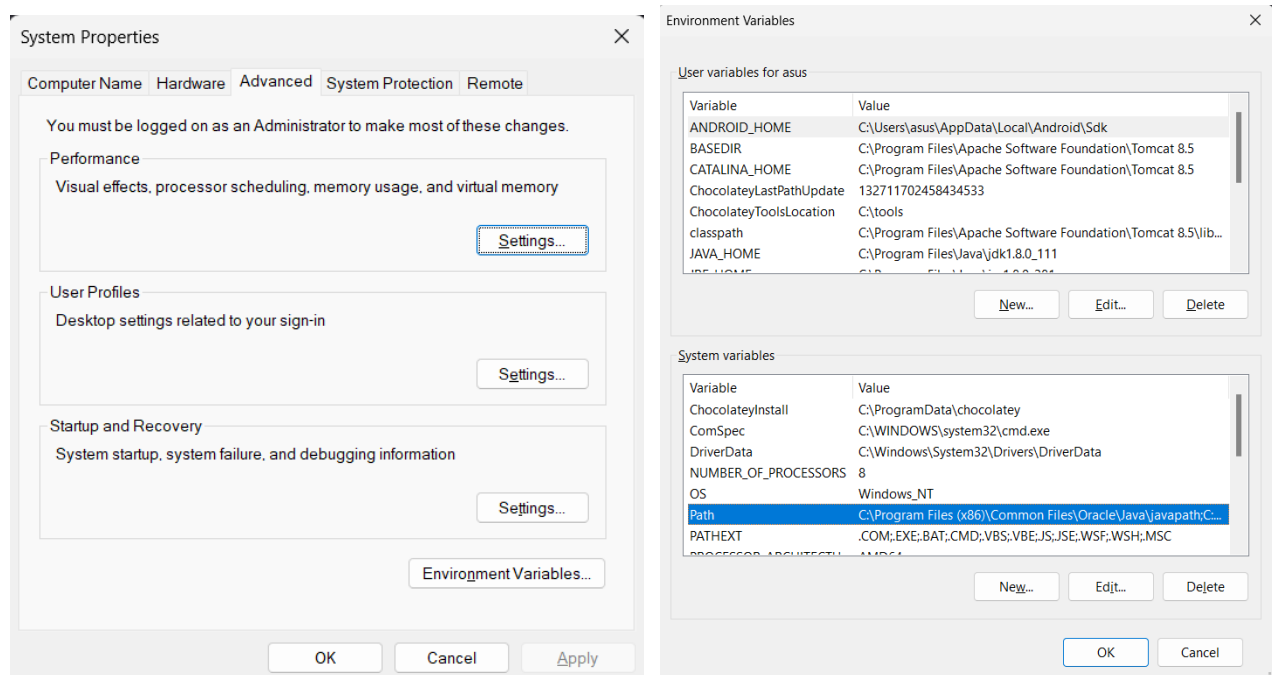 System Properties
Computer Name Hardware Advanced System Protection Remote
You must be logged on as an Administrator to make most of these changes.
Performance
Visual effects, processor scheduling, memory usage, and virtual memory
Settings...
User Profiles
Desktop settings related to your sign-in
Settings...
Startup and Recovery
System startup, system failure, and debugging information
Settings...
Environment Variables...
OK Cancel Apply
Environment Variables
User variables for asus
Variable Value
ANDROID_HOME C:\Users\asus\AppData\Local\Android\Sdk
BASEDIR C:\Program Files\Apache Software Foundation\Tomcat 8.5
CATALINA_HOME C:\Program Files\Apache Software Foundation\Tomcat 8.5
ChocolateyLastPathUpdate 132711702458434533
ChocolateyToolsLocation C:\tools
classpath C:\Program Files\Apache Software Foundation\Tomcat 8.5\lib...
JAVA_HOME C:\Program Files\Java\jdk1.8.0_111
New... Edit... Delete
System variables
Variable Value
ChocolateyInstall C:\ProgramData\chocolatey
ComSpec C:\WINDOWS\system32\cmd.exe
DriverData C:\Windows\System32\Drivers\DriverData
NUMBER_OF_PROCESSORS 8
OS Windows_NT
Path C:\Program Files (x86)\Common Files\Oracle\Java\javapath;C:...
PATHEXT .COM;.EXE;.BAT;.CMD;.VBS;.VBE;.JS;.JSE;.WSF;.WSH;.MSC
New... Edit... Delete
OK Cancel